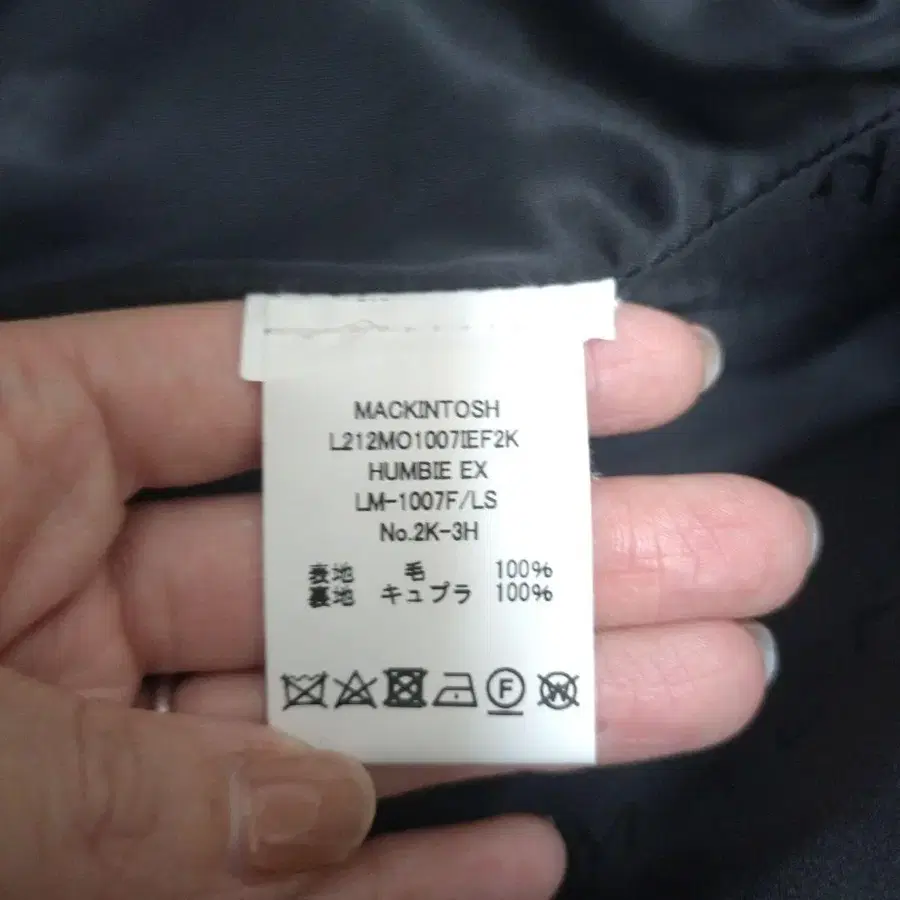 MACKINTOSH
L212MO1007IEF2K
HUMBIE EX
LM-1007F/LS
No.2K-3H
表地 毛 100%
裏地 キュプラ 100%
F W